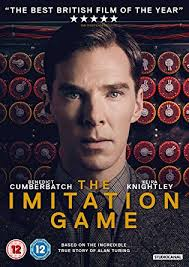 "THE BEST BRITISH FILM OF THE YEAR"
★★★★★
BENEDICT CUMBERBATCH
KEIRA KNIGHTLEY
THE
IMITATION
GAME
BASED ON THE INCREDIBLE
TRUE STORY OF ALAN TURING
12
12
STUDIOCANAL